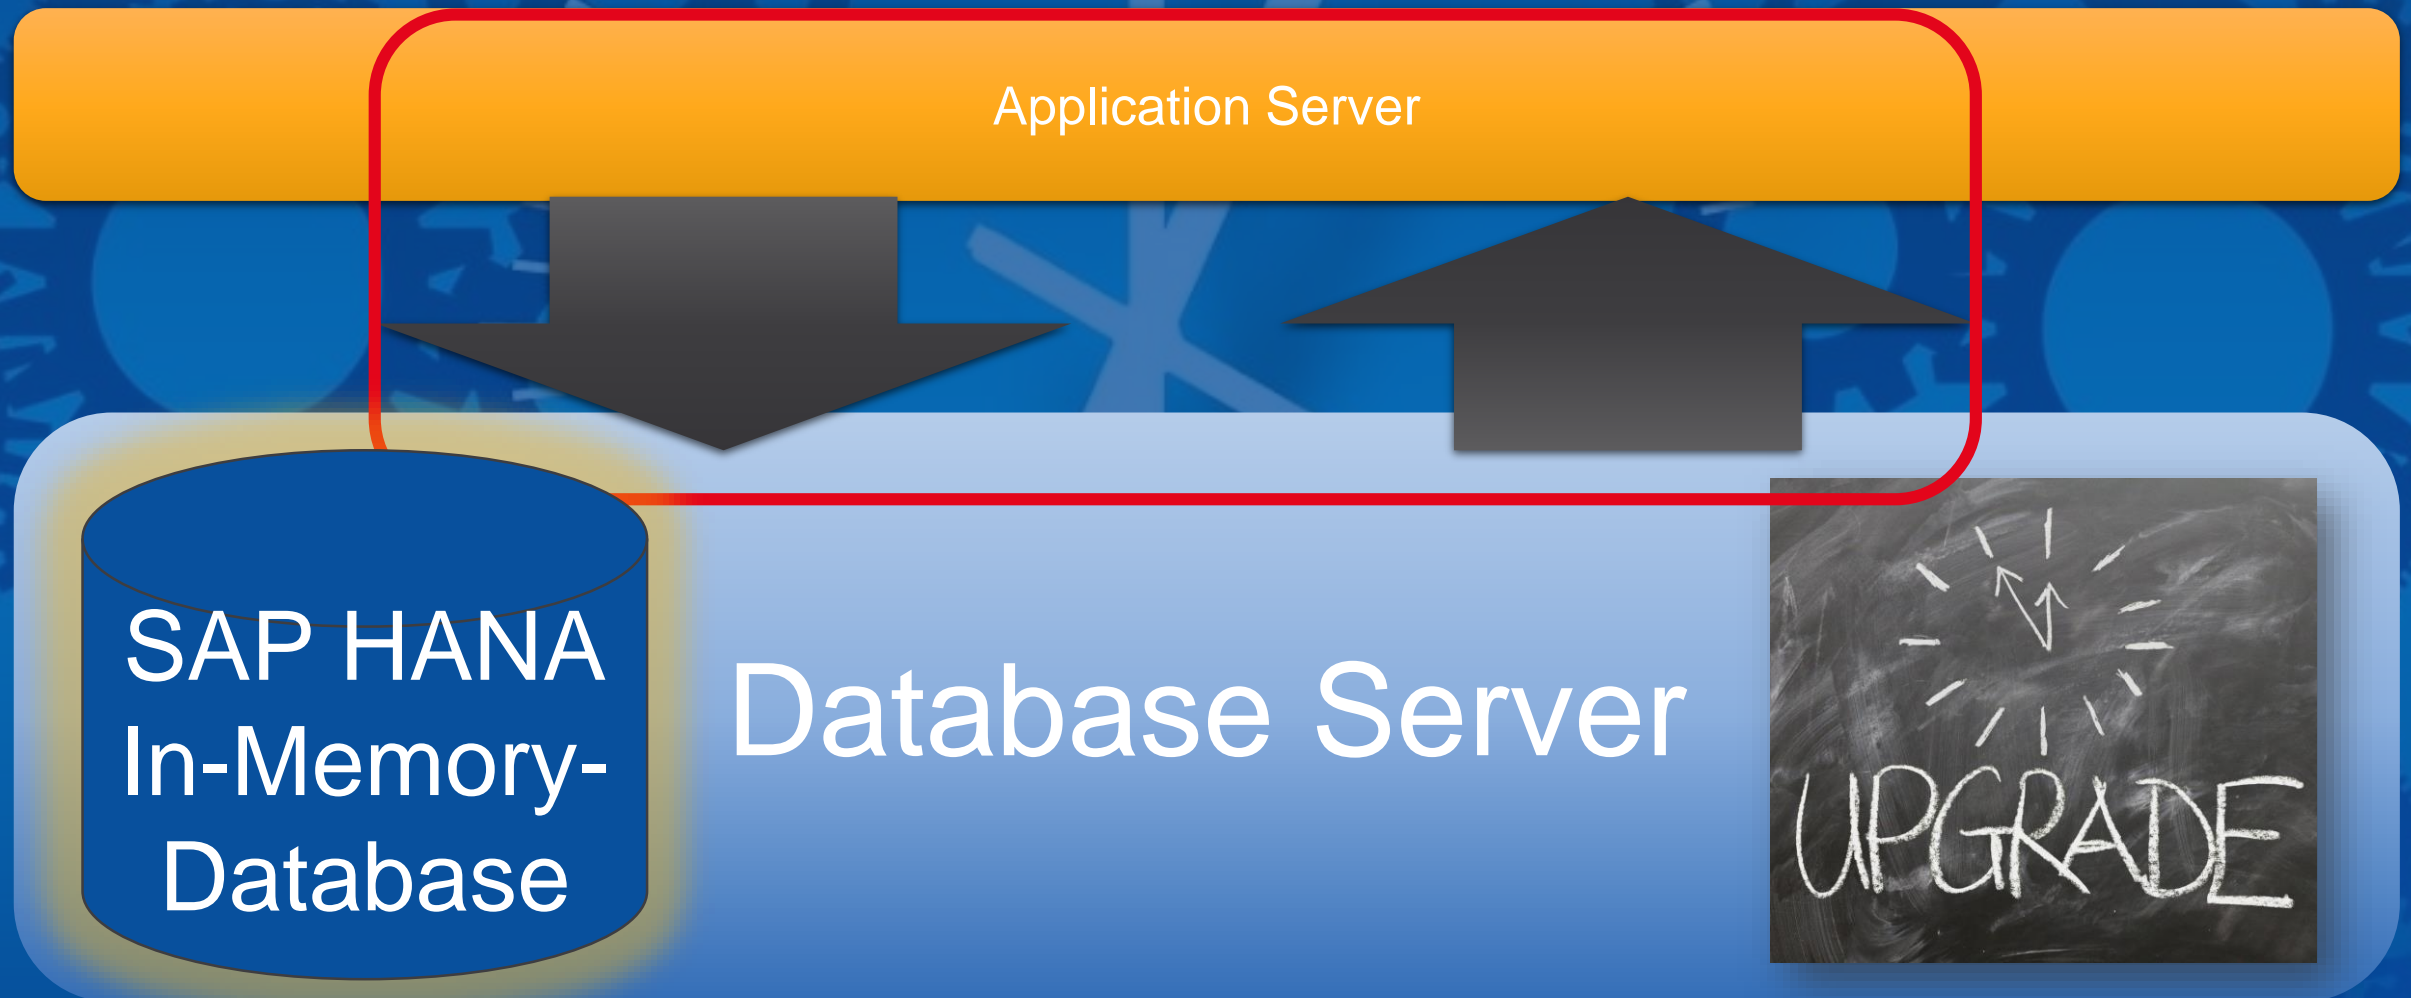 Application Server
SAP HANA
In-Memory-
Database
Database Server
UPGRADE